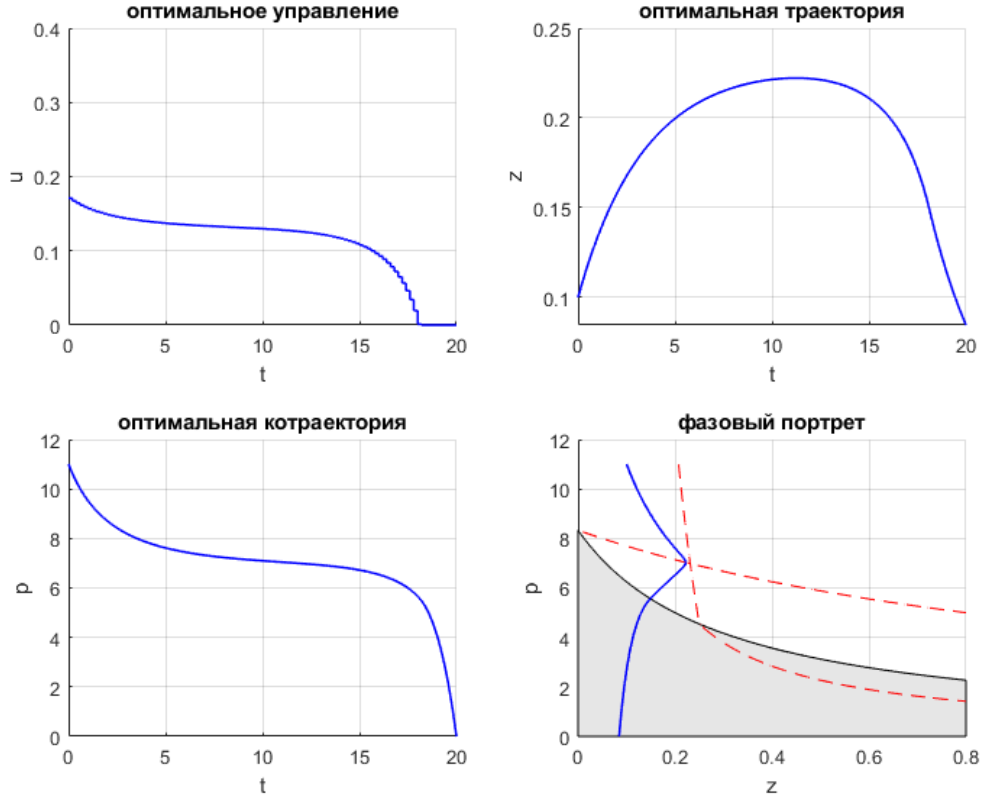 оптимальное управление
0.4
0.3
0.2
0.1
0
u
0 5 10 15 20
t
оптимальная траектория
0.25
0.2
0.15
0.1
z
0 5 10 15 20
t
оптимальная котраектория
12
10
8
6
4
2
0
p
0 5 10 15 20
t
фазовый портрет
12
10
8
6
4
2
0
p
0 0.2 0.4 0.6 0.8
z